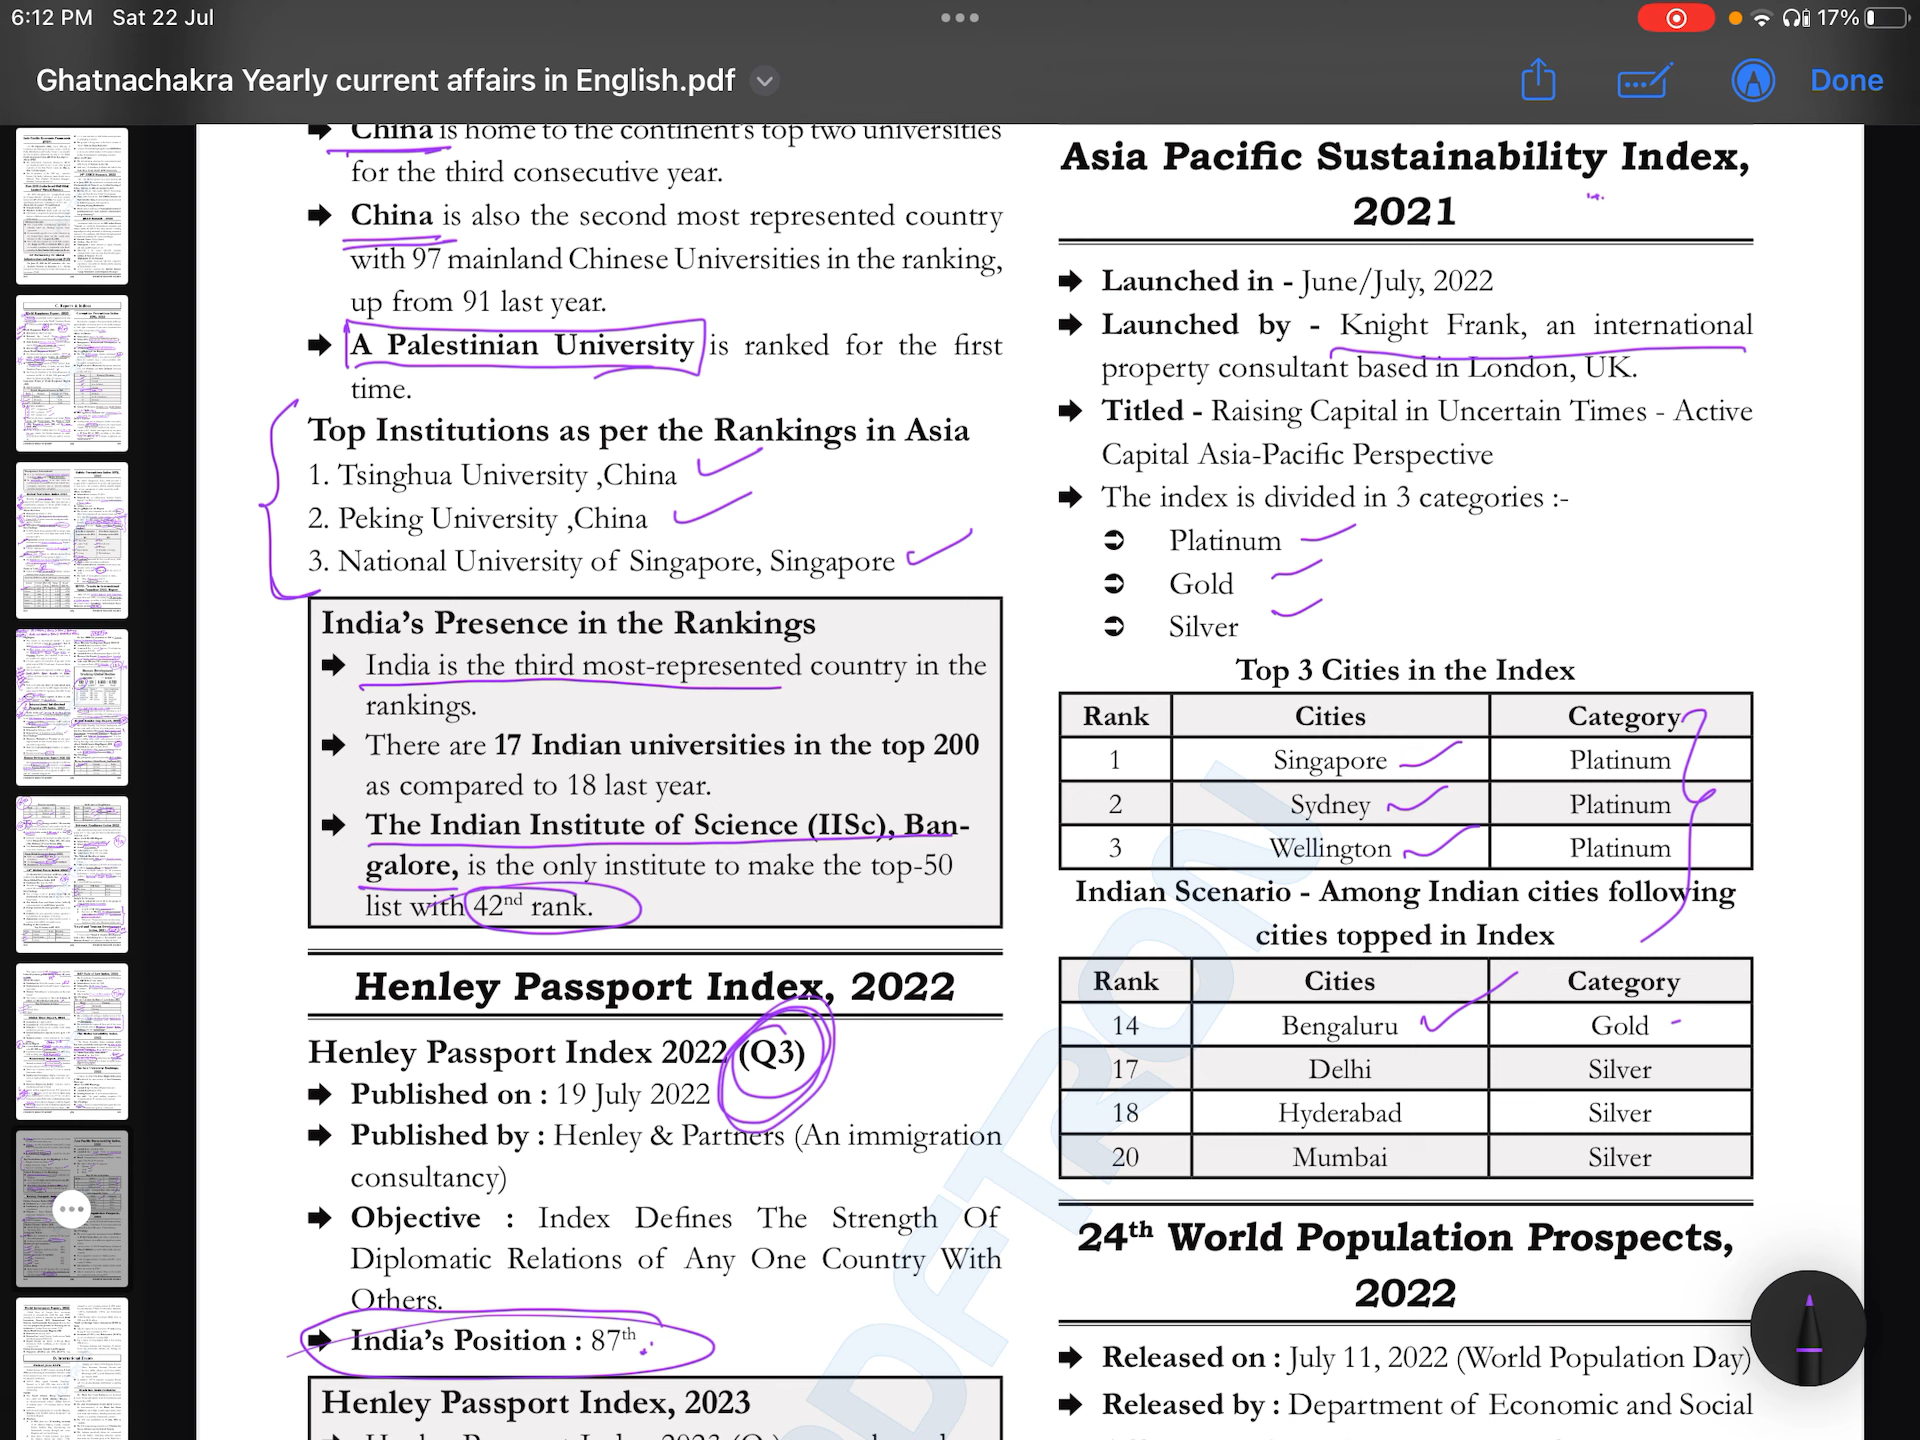 6:12 PM Sat 22 Jul
17%
Ghatnachakra Yearly current affairs in English.pdf
Done
China is home to the continent's top two universities
for the third consecutive year.
China is also the second most represented country
with 97 mainland Chinese Universities in the ranking,
up from 91 last year.
A Palestinian University is ranked for the first
time.
Top Institutions as per the Rankings in Asia
1. Tsinghua University ,China
2. Peking University ,China
3. National University of Singapore, Singapore
India's Presence in the Rankings
India is the third most-represented country in the
rankings.
There are 17 Indian universities in the top 200
as compared to 18 last year.
The Indian Institute of Science (IISc), Ban-
galore, is the only institute to make the top-50
list with 42nd rank.
Henley Passport Index, 2022
Henley Passport Index 2022 (Q3)
Published on : 19 July 2022
Published by : Henley & Partners (An immigration
consultancy)
Objective : Index Defines The Strength Of
Diplomatic Relations of Any One Country With
Others.
India's Position : 87th
Henley Passport Index, 2023
Asia Pacific Sustainability Index,
2021
Launched in - June/July, 2022
Launched by - Knight Frank, an international
property consultant based in London, UK.
Titled - Raising Capital in Uncertain Times - Active
Capital Asia-Pacific Perspective
The index is divided in 3 categories :-
Platinum
Gold
Silver
Top 3 Cities in the Index
Rank Cities Category
1 Singapore Platinum
2 Sydney Platinum
3 Wellington Platinum
Indian Scenario - Among Indian cities following
cities topped in Index
Rank Cities Category
14 Bengaluru Gold
17 Delhi Silver
18 Hyderabad Silver
20 Mumbai Silver
24th World Population Prospects,
2022
Released on : July 11, 2022 (World Population Day)
Released by : Department of Economic and Social